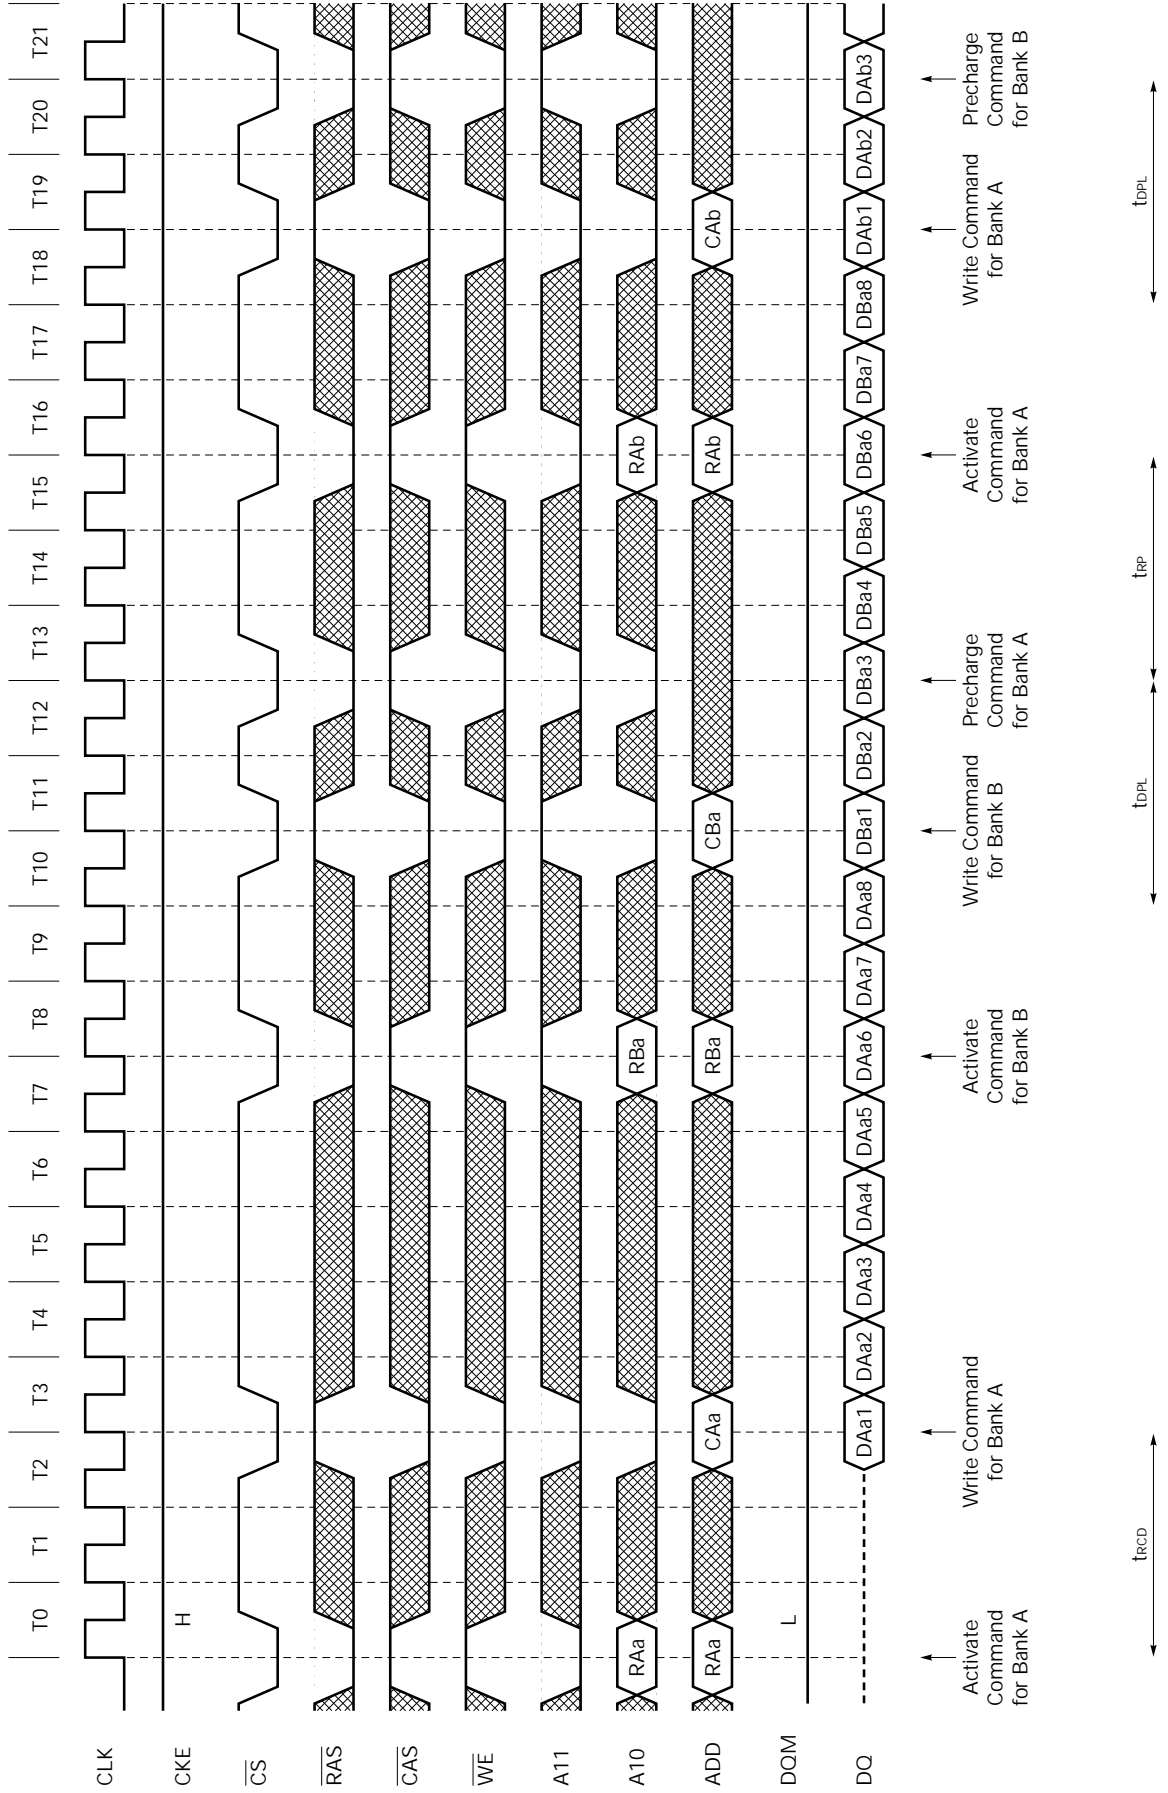 T0 T1 T2 T3 T4 T5 T6 T7 T8 T9 T10 T11 T12 T13 T14 T15 T16 T17 T18 T19 T20 T21
CLK
CKE H
CS
RAS
CAS
WE
A11
A10 RAa RBa RAb
ADD RAa CAa RBa CBa RAb CAb
DQM L
DQ DAa1 DAa2 DAa3 DAa4 DAa5 DAa6 DAa7 DAa8 DBa1 DBa2 DBa3 DBa4 DBa5 DBa6 DBa7 DBa8 DAb1 DAb2 DAb3
Activate
Command
for Bank A
Write Command
for Bank A
Activate
Command
for Bank B
Write Command
for Bank B
Precharge
Command
for Bank A
Activate
Command
for Bank A
Write Command
for Bank A
Precharge
Command
for Bank B
tRCD tDPL tRP tDPL